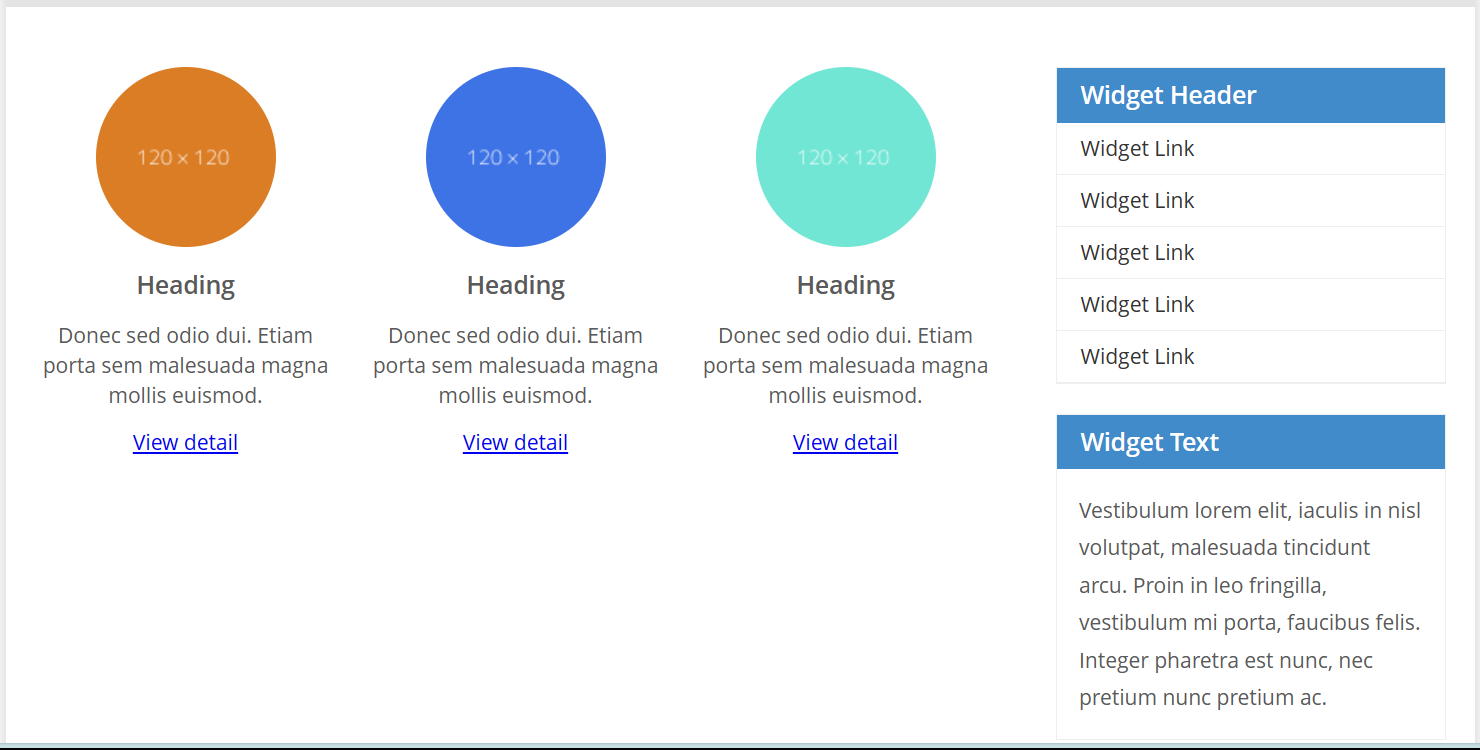 120 × 120
Heading
Donec sed odio dui. Etiam
porta sem malesuada magna
mollis euismod.
View detail
120 × 120
Heading
Donec sed odio dui. Etiam
porta sem malesuada magna
mollis euismod.
View detail
120 × 120
Heading
Donec sed odio dui. Etiam
porta sem malesuada magna
mollis euismod.
View detail
Widget Header
Widget Link
Widget Link
Widget Link
Widget Link
Widget Link
Widget Text
Vestibulum lorem elit, iaculis in nisl
volutpat, malesuada tincidunt
arcu. Proin in leo fringilla,
vestibulum mi porta, faucibus felis.
Integer pharetra est nunc, nec
pretium nunc pretium ac.